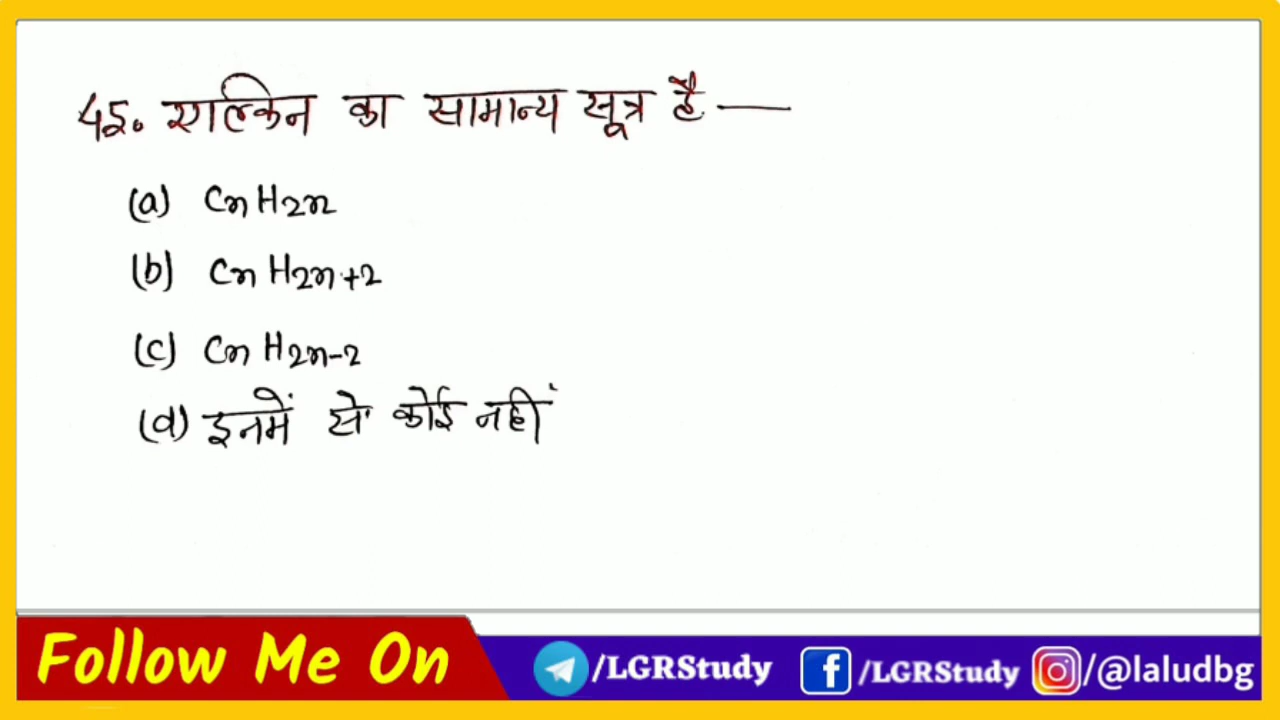 45. एल्किन का सामान्य सूत्र है —
(a) CnH2n
(b) CnH2n+2
(c) CnH2n-2
(d) इनमें से कोई नहीं
Follow Me On /LGRStudy /LGRStudy /@laludbg